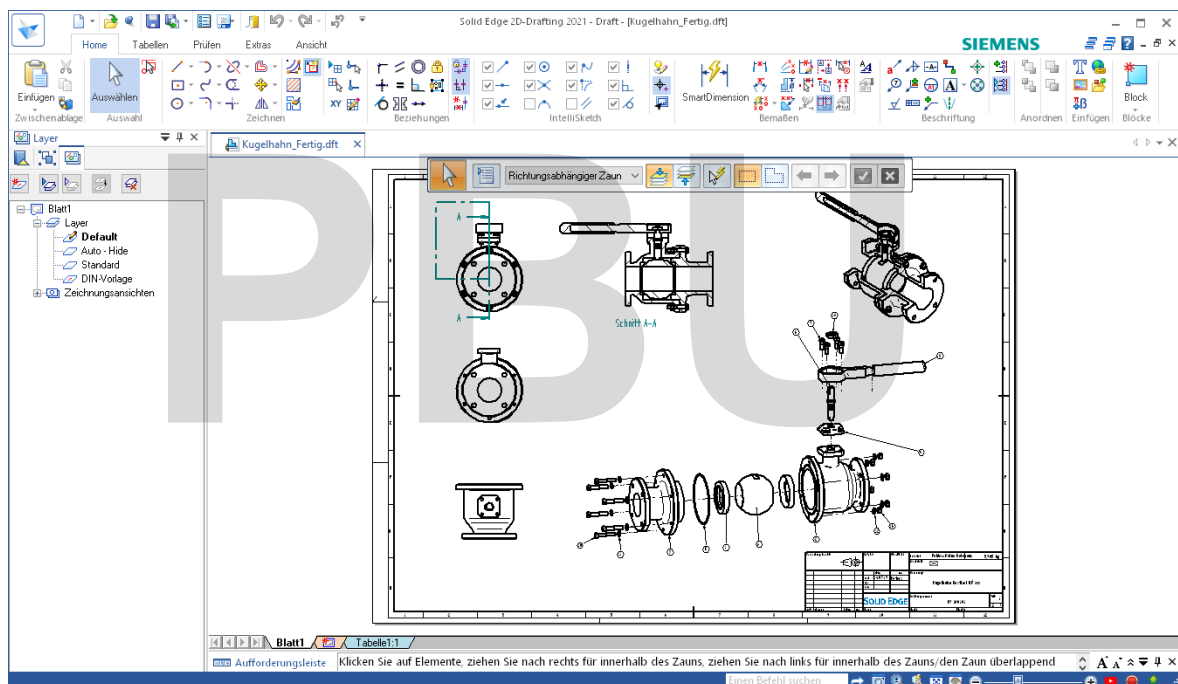 Solid Edge 2D-Drafting 2021 - Draft - [Kugelhahn_Fertig.dft]
Home Tabellen Prüfen Extras Ansicht
SIEMENS
Einfügen
Auswählen
XY
SmartDimension
Block
Zwischenablage Auswahl Zeichnen Beziehungen IntelliSketch Bemaßen Beschriftung Anordnen Einfügen Blöcke
Layer
Kugelhahn_Fertig.dft
Richtungsabhängiger Zaun
Blatt1
Layer
Default
Auto - Hide
Standard
DIN-Vorlage
Zeichnungsansichten
PBU
A
A
Schnitt A-A
SOLID EDGE
Blatt1 Tabelle1:1
Aufforderungsleiste Klicken Sie auf Elemente, ziehen Sie nach rechts für innerhalb des Zauns, ziehen Sie nach links für innerhalb des Zauns/den Zaun überlappend
Einen Befehl suchen